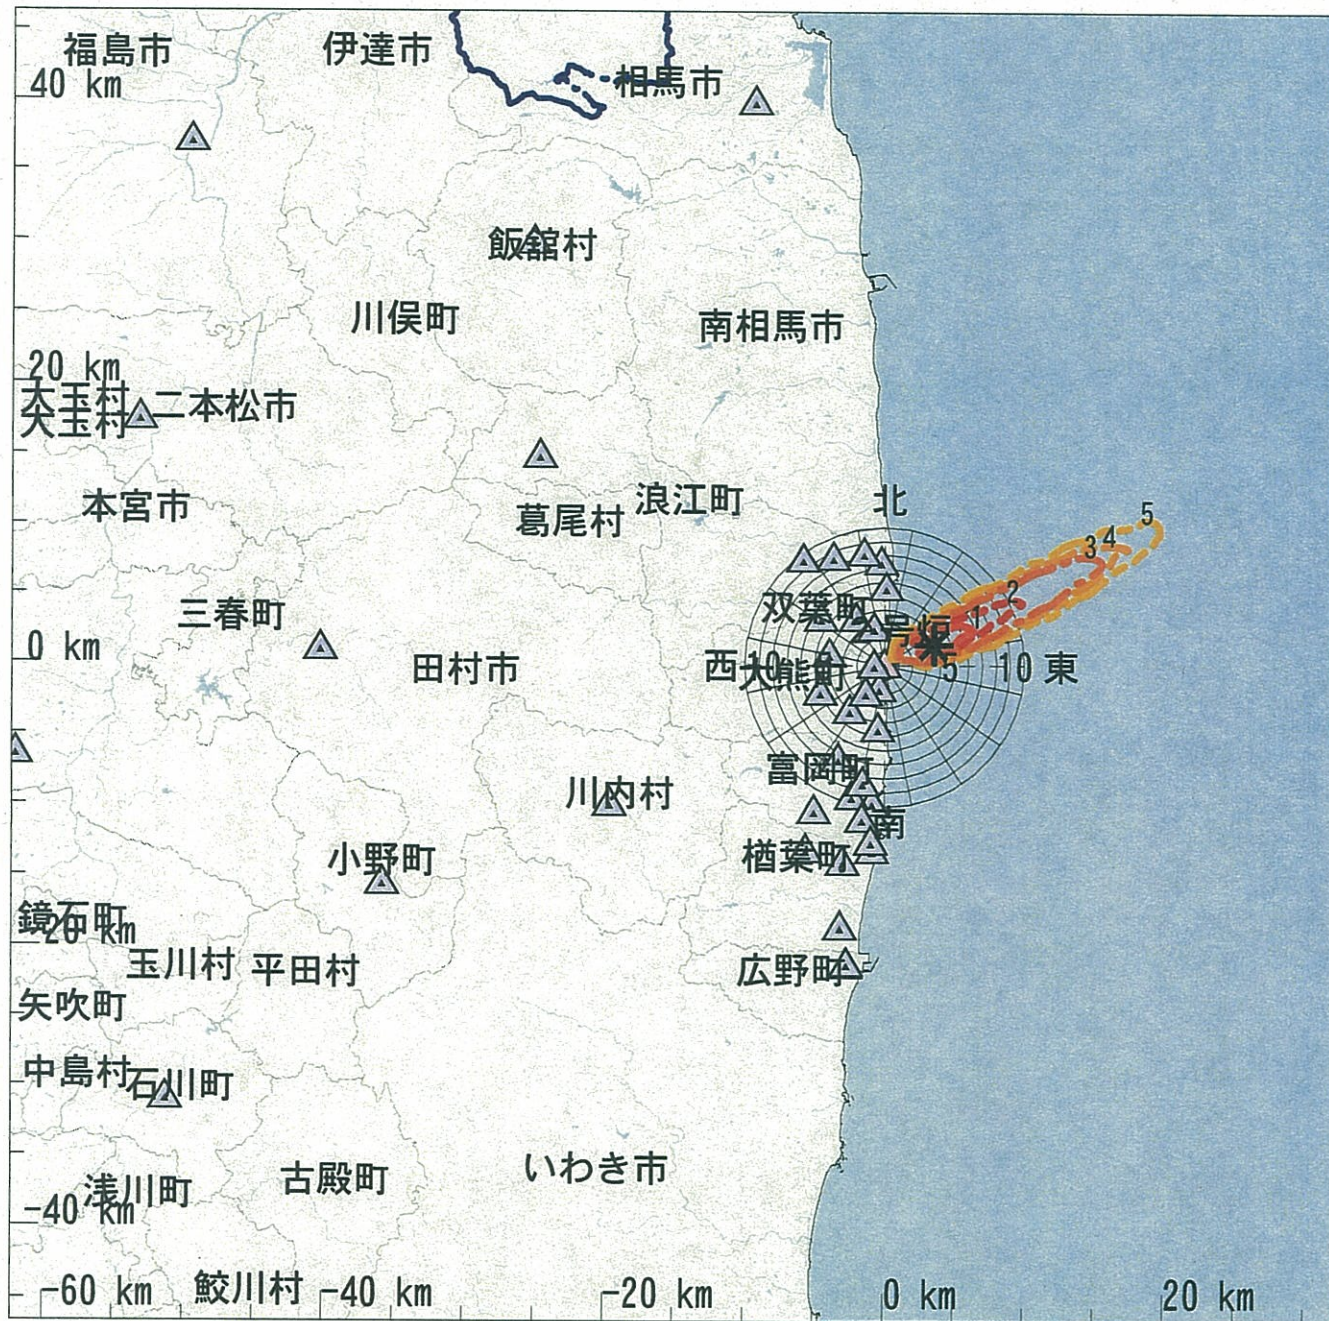 福島市
伊達市
相馬市
40 km
飯舘村
川俣町
南相馬市
20 km
大玉村
大玉村
二本松市
本宮市
葛尾村
浪江町
北
5
4
3
2
1
三春町
双葉町
0 km
田村市
西
10
大熊町
5
10
東
富岡町
川内村
南
小野町
楢葉町
鏡石町
-20 km
玉川村
平田村
広野町
矢吹町
中島村
石川町
いわき市
浅川町
古殿町
-40 km
鮫川村
-60 km
-40 km
-20 km
0 km
20 km